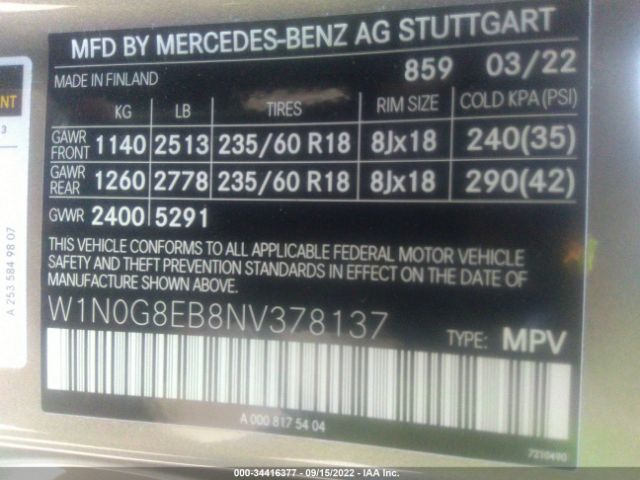 MFD BY MERCEDES-BENZ AG STUTTGART
MADE IN FINLAND 859 03/22
KG LB TIRES RIM SIZE COLD KPA(PSI)
GAWR FRONT 1140 2513 235/60 R18 8Jx18 240(35)
GAWR REAR 1260 2778 235/60 R18 8Jx18 290(42)
GVWR 2400 5291
THIS VEHICLE CONFORMS TO ALL APPLICABLE FEDERAL MOTOR VEHICLE
SAFETY AND THEFT PREVENTION STANDARDS IN EFFECT ON THE DATE OF
MANUFACTURE SHOWN ABOVE.
W1N0G8EB8NV378137
TYPE: MPV
A 000 817 54 04
7210490
A 253 584 98 07
NT
3
000-34416377 - 09/15/2022 - IAA Inc.